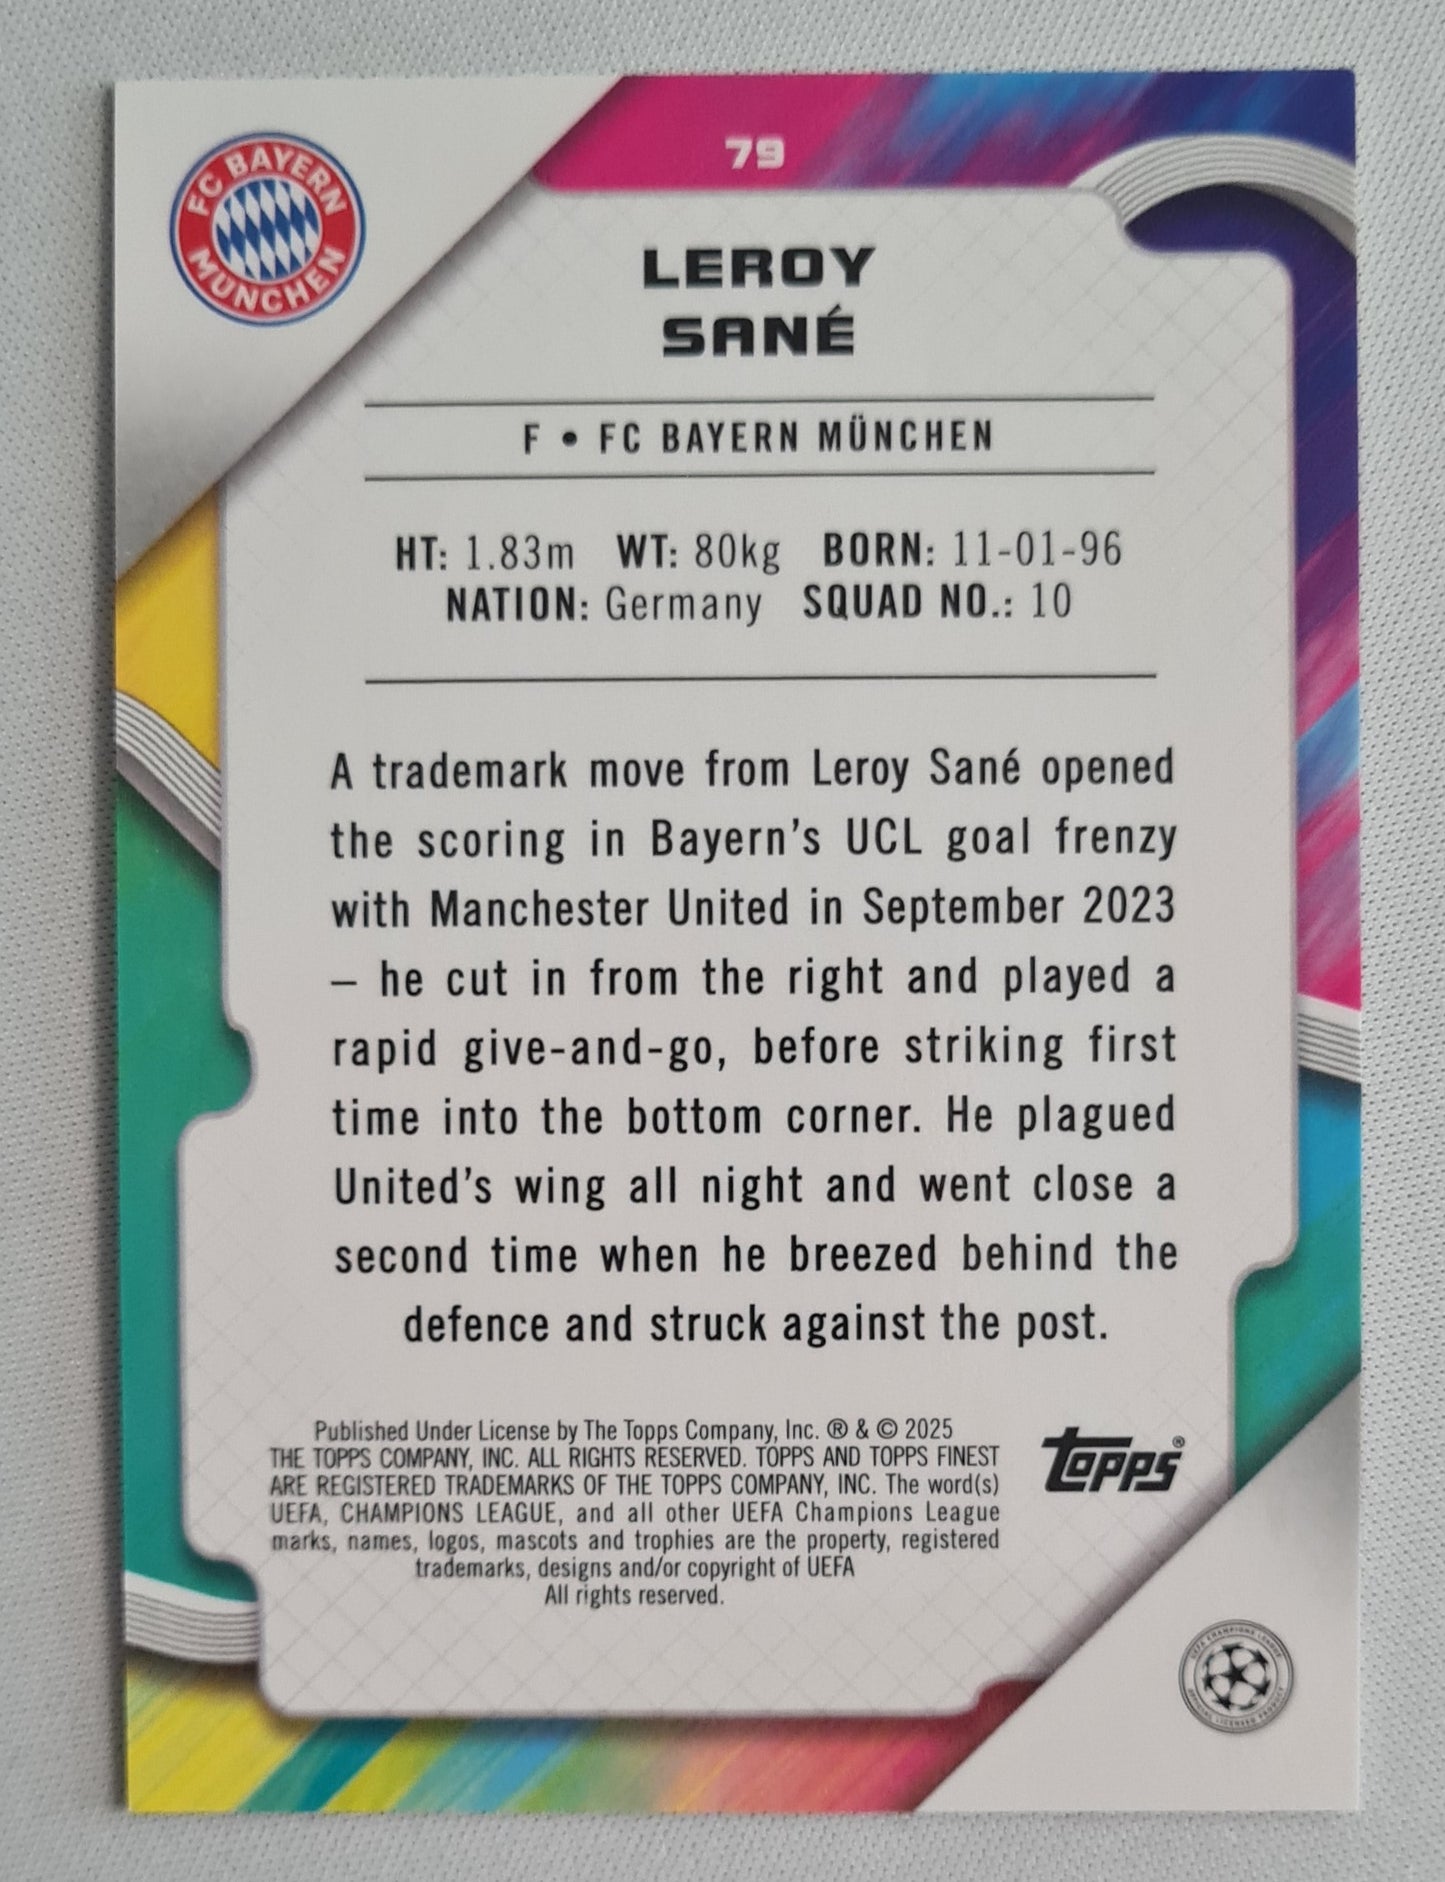 79
FC BAYERN
MÜNCHEN
LEROY
SANÉ
F • FC BAYERN MÜNCHEN
HT: 1.83m WT: 80kg BORN: 11-01-96
NATION: Germany SQUAD NO.: 10
A trademark move from Leroy Sané opened
the scoring in Bayern's UCL goal frenzy
with Manchester United in September 2023
– he cut in from the right and played a
rapid give-and-go, before striking first
time into the bottom corner. He plagued
United's wing all night and went close a
second time when he breezed behind the
defence and struck against the post.
Published Under License by The Topps Company, Inc. ® & © 2025
THE TOPPS COMPANY, INC. ALL RIGHTS RESERVED. TOPPS AND TOPPS FINEST
ARE REGISTERED TRADEMARKS OF THE TOPPS COMPANY, INC. The word(s)
UEFA, CHAMPIONS LEAGUE, and all other UEFA Champions League
marks, names, logos, mascots and trophies are the property, registered
trademarks, designs and/or copyright of UEFA
All rights reserved.
Topps®
UEFA CHAMPIONS LEAGUE
OFFICIAL LICENSED PRODUCT